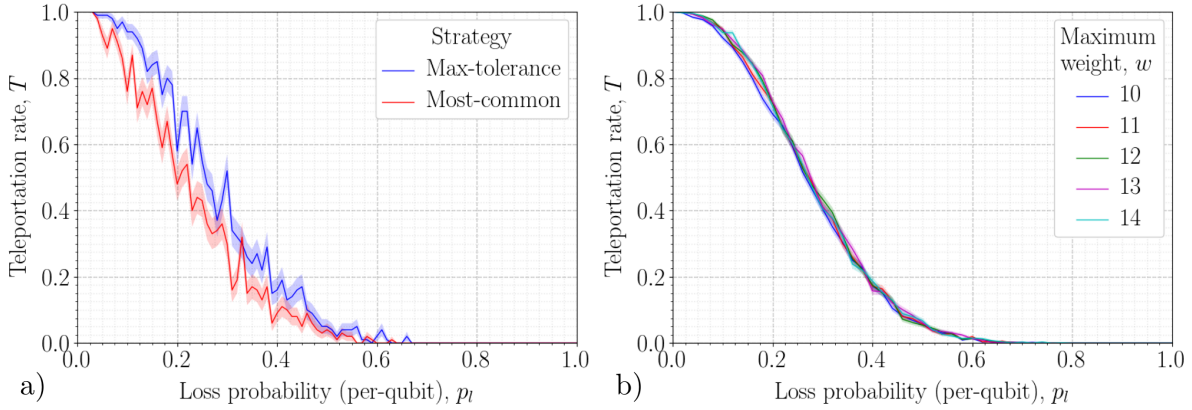 1.0
0.8
0.6
0.4
0.2
0.0
Teleportation rate, T
0.0 0.2 0.4 0.6 0.8 1.0
Loss probability (per-qubit), pₗ
Strategy
Max-tolerance
Most-common
a)
1.0
0.8
0.6
0.4
0.2
0.0
Teleportation rate, T
0.0 0.2 0.4 0.6 0.8 1.0
Loss probability (per-qubit), pₗ
Maximum
weight, w
10
11
12
13
14
b)